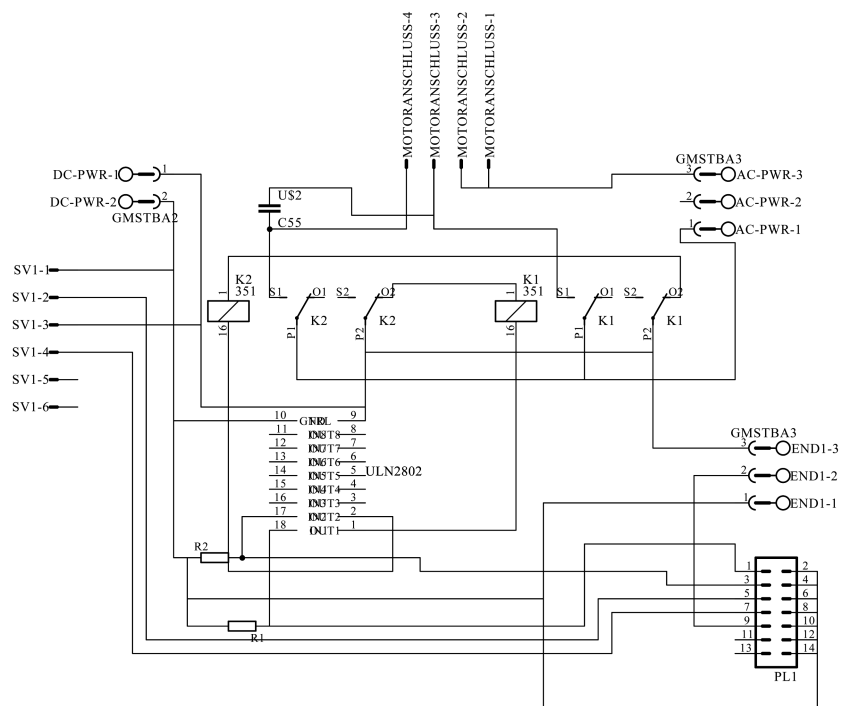 MOTORANSCHLUSS-4
MOTORANSCHLUSS-3
MOTORANSCHLUSS-2
MOTORANSCHLUSS-1
DC-PWR-1 1
DC-PWR-2 2
GMSTBA2
U$2
C55
GMSTBA3
3 AC-PWR-3
2 AC-PWR-2
1 AC-PWR-1
SV1-1
SV1-2
SV1-3
SV1-4
SV1-5
SV1-6
1 K2
351
16
S1 O1 S2 O2
P1 K2 P2 K2
1 K1
351
16
S1 O1 S2 O2
P1 K1 P2 K1
10 9
11 8
12 7
13 6
14 5
15 4
16 3
17 2
18 1
ULN2802
GMSTBA3
3 END1-3
2 END1-2
1 END1-1
R2
R1
1 2
3 4
5 6
7 8
9 10
11 12
13 14
PL1